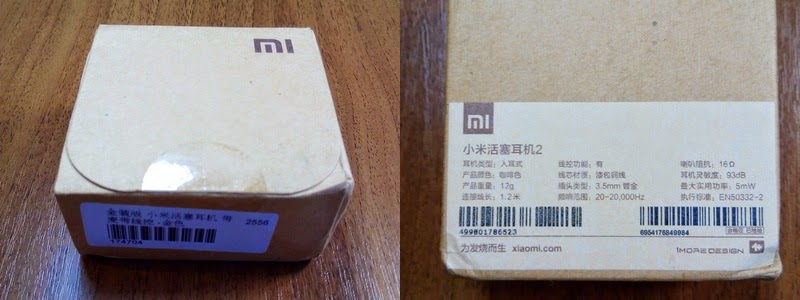 mi
金装版 小米活塞耳机 带
麦带线控 -金色
2556
174704
mi
小米活塞耳机2
耳机类型：入耳式 线控功能：有 喇叭阻抗：16Ω
产品颜色：咖啡色 线芯材质：漆包铜线 耳机灵敏度：93dB
产品重量：12g 插头类型：3.5mm 镀金 最大实用功率：5mW
连接线长：1.2米 频响范围：20~20,000Hz 执行标准：EN50332-2
499801786523 6954176849984
为发烧而生 xiaomi.com 1MOREDESIGN